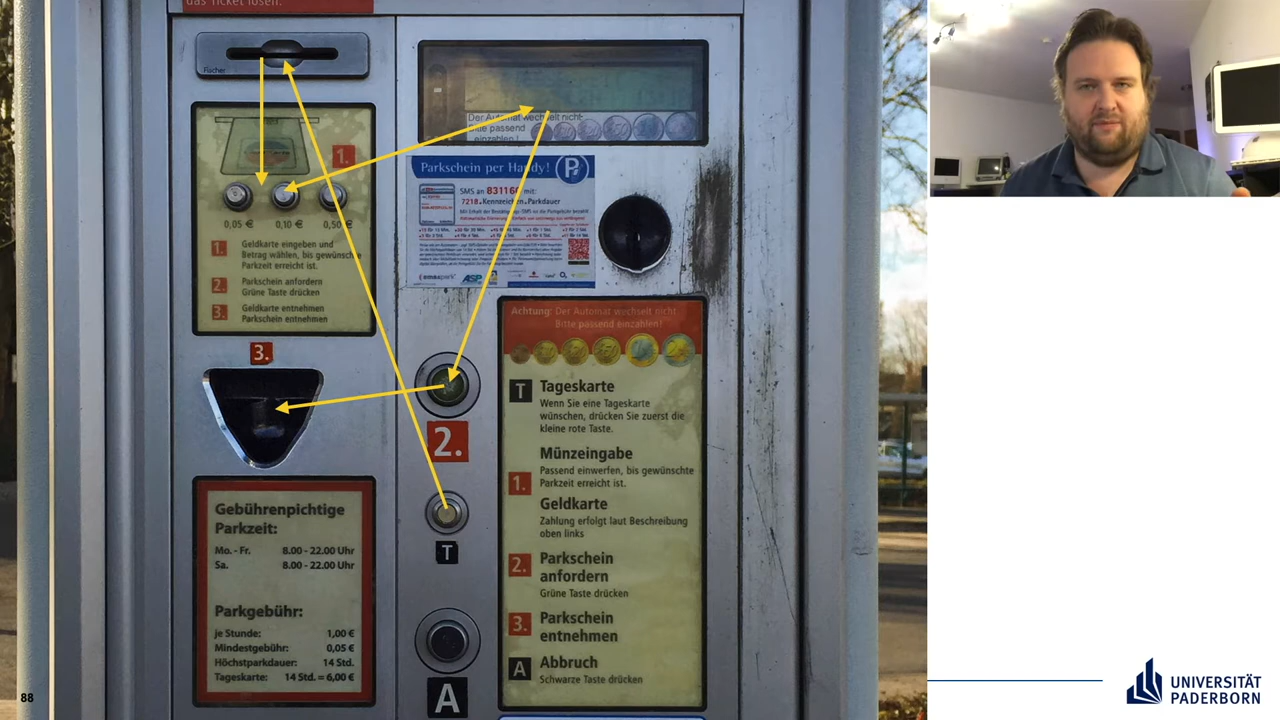 das Ticket lösen.
Fischer
1.
0,05 €
0,10 €
0,50 €
1. Geldkarte eingeben und
Betrag wählen, bis gewünschte
Parkzeit erreicht ist.
2. Parkschein anfordern
Grüne Taste drücken
3. Geldkarte entnehmen
Parkschein entnehmen
3.
Gebührenpichtige
Parkzeit:
Mo. - Fr. 8.00 - 22.00 Uhr
Sa. 8.00 - 22.00 Uhr
Parkgebühr:
je Stunde: 1,00 €
Mindestgebühr: 0,05 €
Höchstparkdauer: 14 Std.
Tageskarte: 14 Std. = 6,00 €
Der Automat wechselt nicht:
Bitte passend
einzahlen !
Parkschein per Handy! P
SMS an 83116 mit:
7218.Kennzeichen.Parkdauer
ASP
2.
T
A
Achtung: Der Automat wechselt nicht.
Bitte passend einzahlen!
T Tageskarte
Wenn Sie eine Tageskarte
wünschen, drücken Sie zuerst die
kleine rote Taste.
Münzeingabe
1. Passend einwerfen, bis gewünschte
Parkzeit erreicht ist.
Geldkarte
Zahlung erfolgt laut Beschreibung
oben links
2. Parkschein
anfordern
Grüne Taste drücken
3. Parkschein
entnehmen
A Abbruch
Schwarze Taste drücken
88
UNIVERSITÄT
PADERBORN